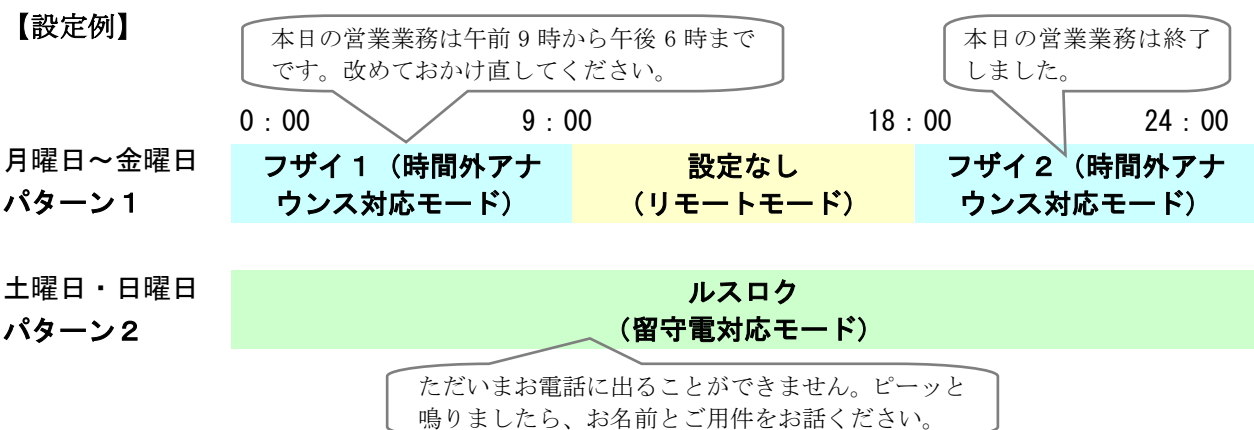 【設定例】
本日の営業業務は午前9時から午後6時まで
です。改めておかけ直してください。
本日の営業業務は終了
しました。
0:00 9:00 18:00 24:00
月曜日~金曜日
パターン1
フザイ1(時間外アナ
ウンス対応モード)
設定なし
(リモートモード)
フザイ2(時間外アナ
ウンス対応モード)
土曜日・日曜日
パターン2
ルスロク
(留守電対応モード)
ただいまお電話に出ることができません。ピーッと
鳴りましたら、お名前とご用件をお話ください。